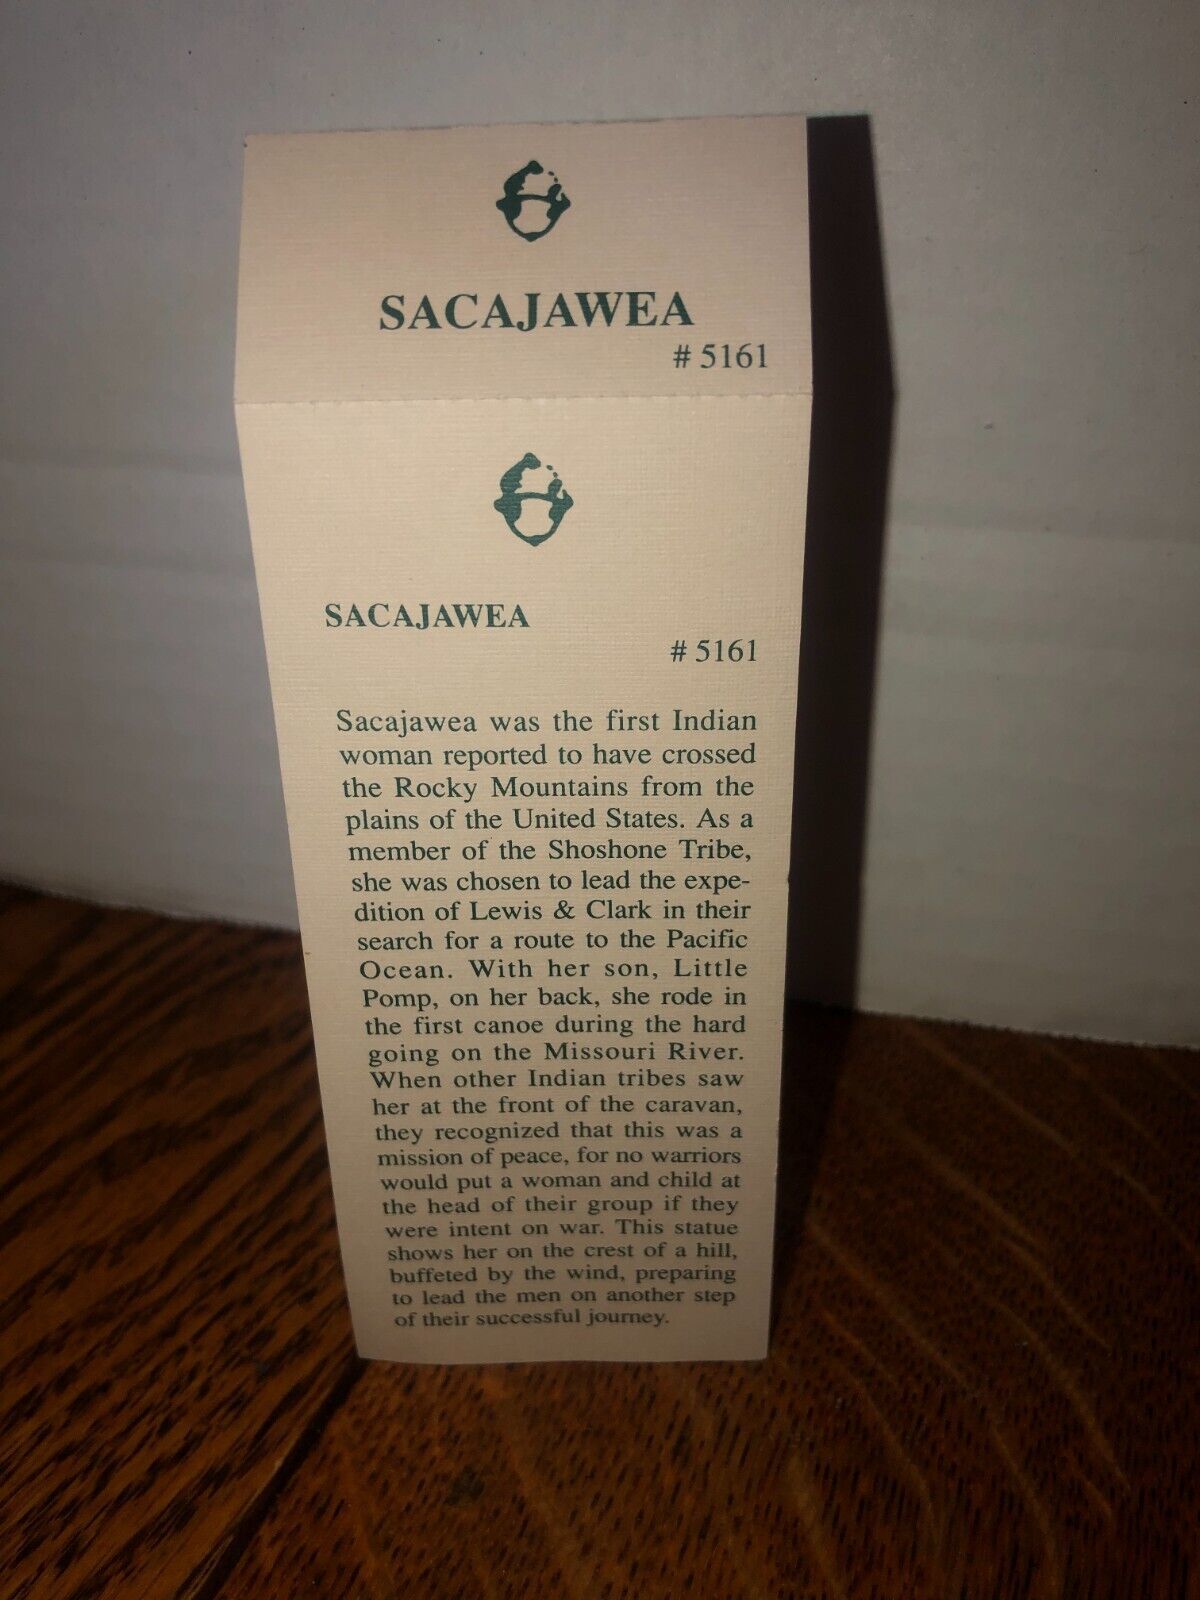 SACAJAWEA
# 5161
SACAJAWEA
# 5161
Sacajawea was the first Indian
woman reported to have crossed
the Rocky Mountains from the
plains of the United States. As a
member of the Shoshone Tribe,
she was chosen to lead the expe-
dition of Lewis & Clark in their
search for a route to the Pacific
Ocean. With her son, Little
Pomp, on her back, she rode in
the first canoe during the hard
going on the Missouri River.
When other Indian tribes saw
her at the front of the caravan,
they recognized that this was a
mission of peace, for no warriors
would put a woman and child at
the head of their group if they
were intent on war. This statue
shows her on the crest of a hill,
buffeted by the wind, preparing
to lead the men on another step
of their successful journey.